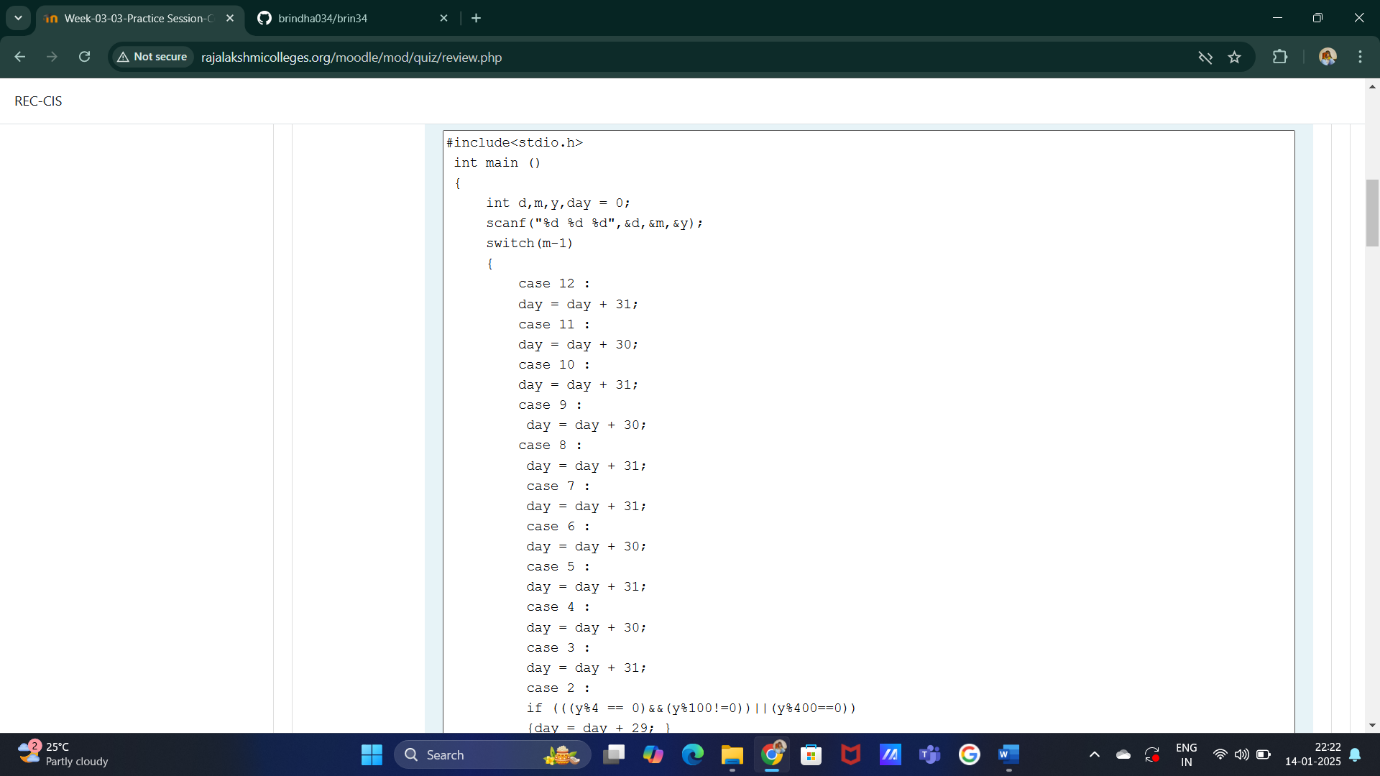 Week-03-03-Practice Session-C
brindha034/brin34
Not secure
rajalakshmicolleges.org/moodle/mod/quiz/review.php
REC-CIS
#include<stdio.h>
int main ()
{
int d,m,y,day = 0;
scanf("%d %d %d",&d,&m,&y);
switch(m-1)
{
case 12 :
day = day + 31;
case 11 :
day = day + 30;
case 10 :
day = day + 31;
case 9 :
day = day + 30;
case 8 :
day = day + 31;
case 7 :
day = day + 31;
case 6 :
day = day + 30;
case 5 :
day = day + 31;
case 4 :
day = day + 30;
case 3 :
day = day + 31;
case 2 :
if (((y%4 == 0)&&(y%100!=0))||(y%400==0))
{day = day + 29; }
2
25°C
Partly cloudy
Search
ENG
IN
22:22
14-01-2025